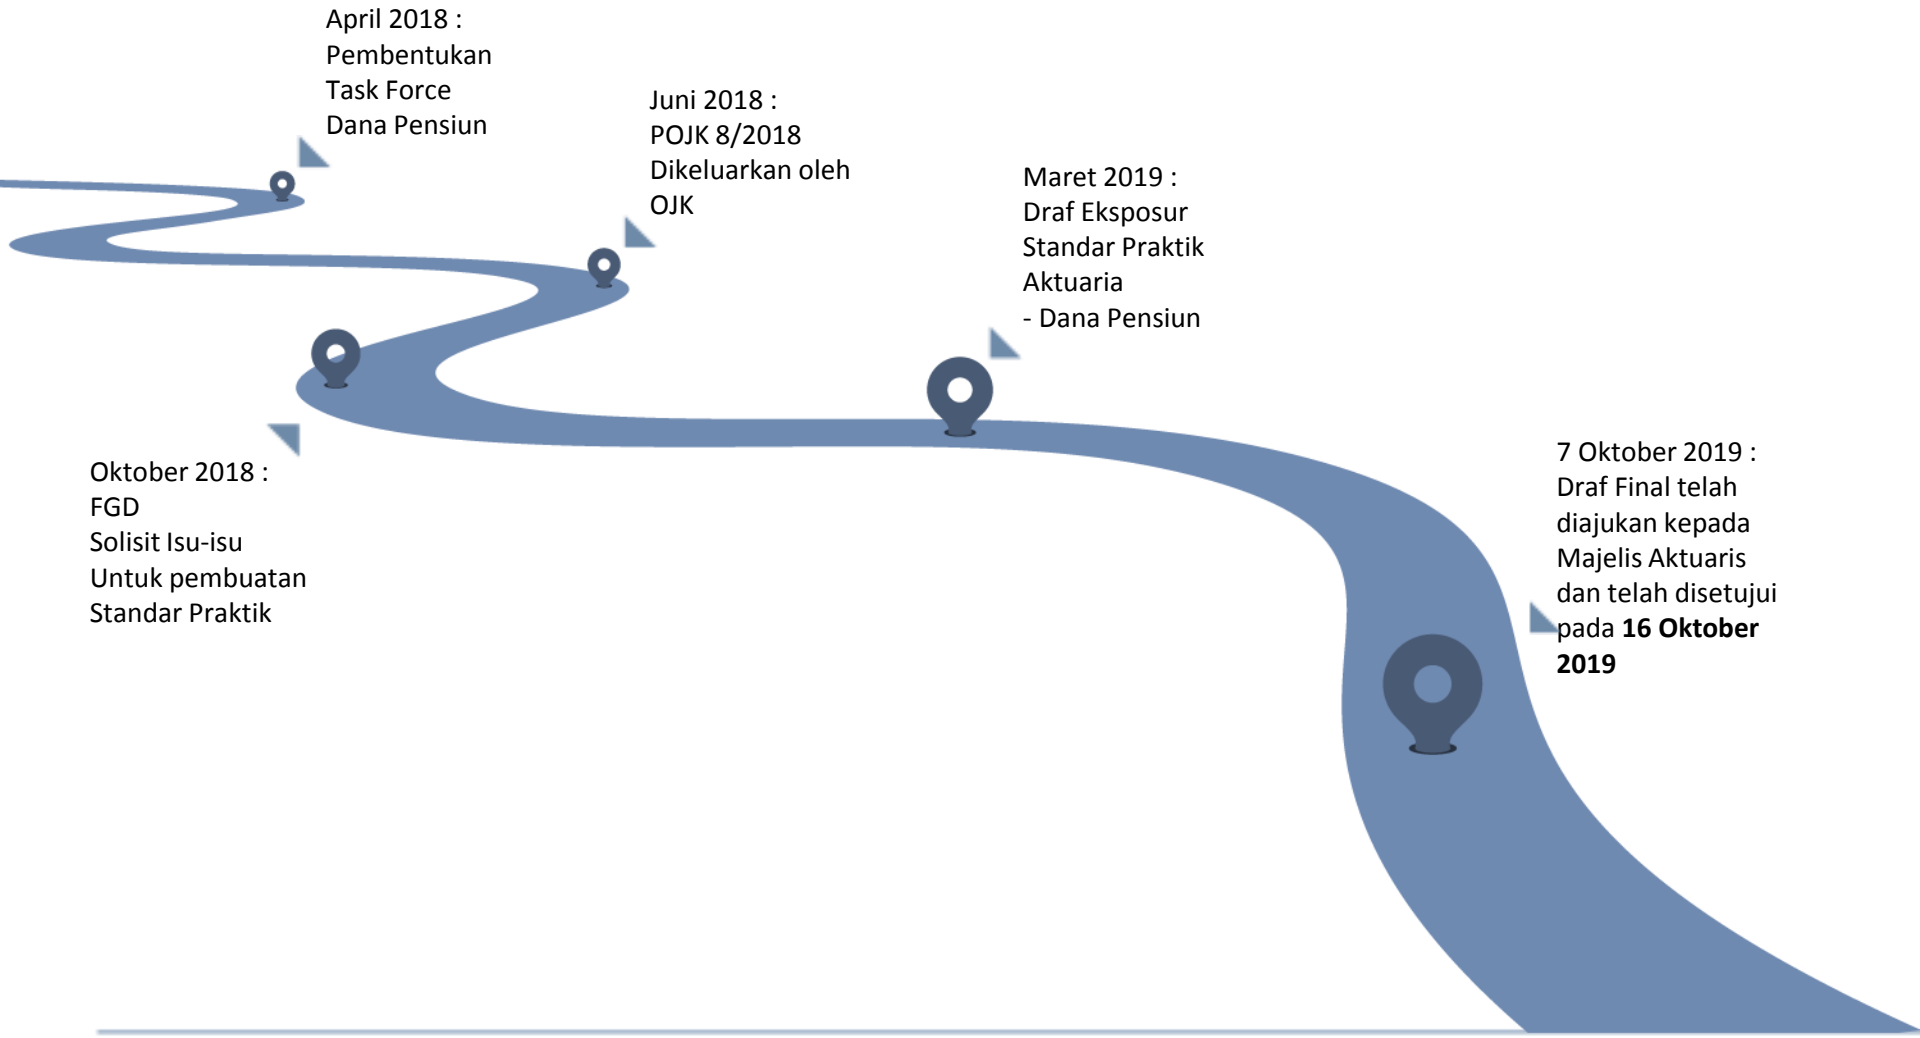 April 2018 :
Pembentukan
Task Force
Dana Pensiun
Juni 2018 :
POJK 8/2018
Dikeluarkan oleh
OJK
Maret 2019 :
Draf Eksposur
Standar Praktik
Aktuaria
- Dana Pensiun
Oktober 2018 :
FGD
Solisit Isu-isu
Untuk pembuatan
Standar Praktik
7 Oktober 2019 :
Draf Final telah
diajukan kepada
Majelis Aktuaris
dan telah disetujui
pada 16 Oktober
2019